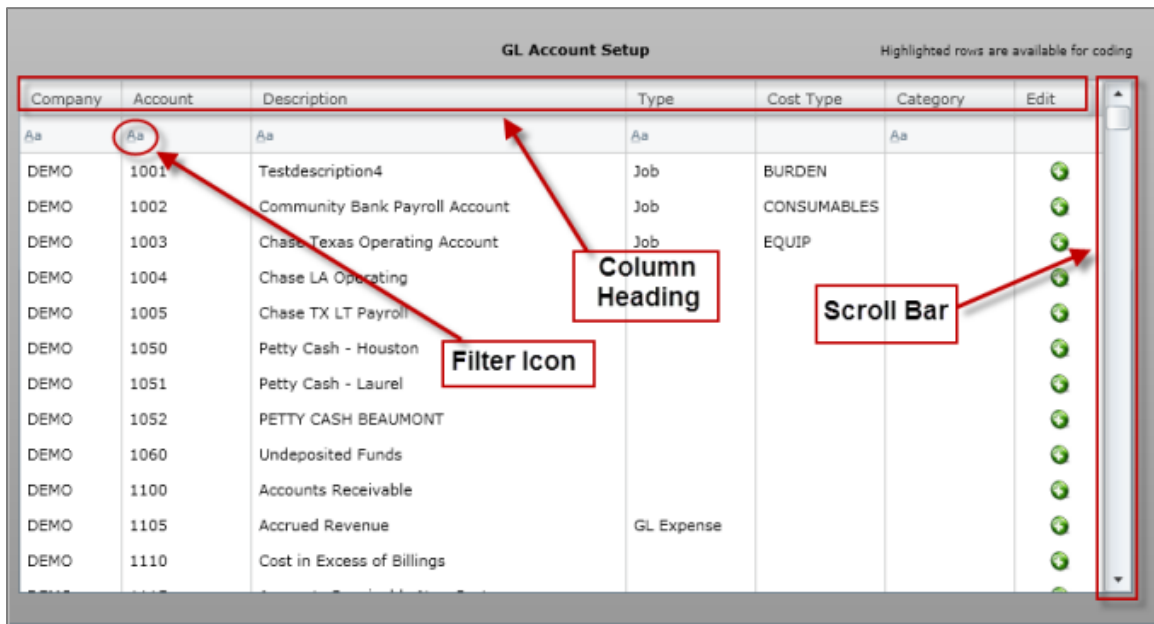 GL Account Setup
Highlighted rows are available for coding
Company Account Description Type Cost Type Category Edit
Aa Aa Aa Aa Aa
DEMO 1001 Testdescription4 Job BURDEN
DEMO 1002 Community Bank Payroll Account Job CONSUMABLES
DEMO 1003 Chase Texas Operating Account Job EQUIP
DEMO 1004 Chase LA Operating
DEMO 1005 Chase TX LT Payroll
DEMO 1050 Petty Cash - Houston
DEMO 1051 Petty Cash - Laurel
DEMO 1052 PETTY CASH BEAUMONT
DEMO 1060 Undeposited Funds
DEMO 1100 Accounts Receivable
DEMO 1105 Accrued Revenue GL Expense
DEMO 1110 Cost in Excess of Billings
Column
Heading
Scroll Bar
Filter Icon